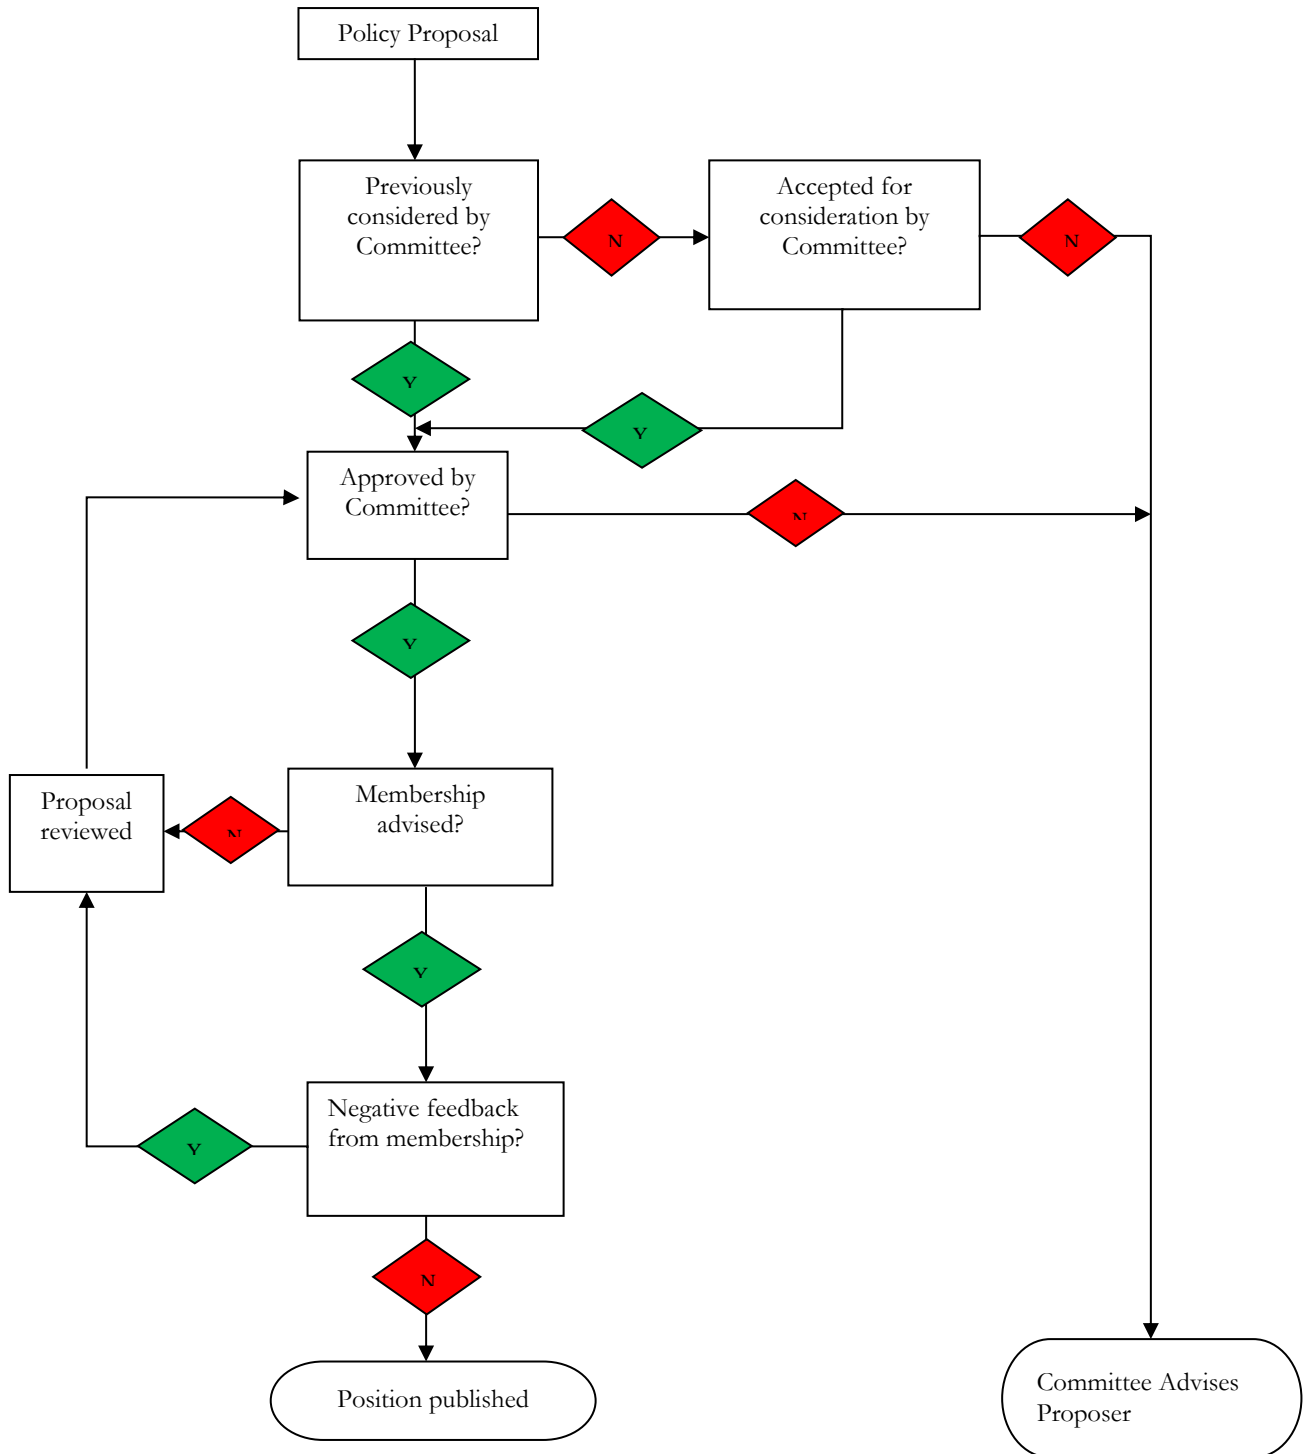 Policy Proposal
Previously
considered by
Committee?
N
Accepted for
consideration by
Committee?
N
Y
Y
Approved by
Committee?
N
Y
Proposal
reviewed
N
Membership
advised?
Y
Negative feedback
from membership?
Y
N
Position published
Committee Advises
Proposer